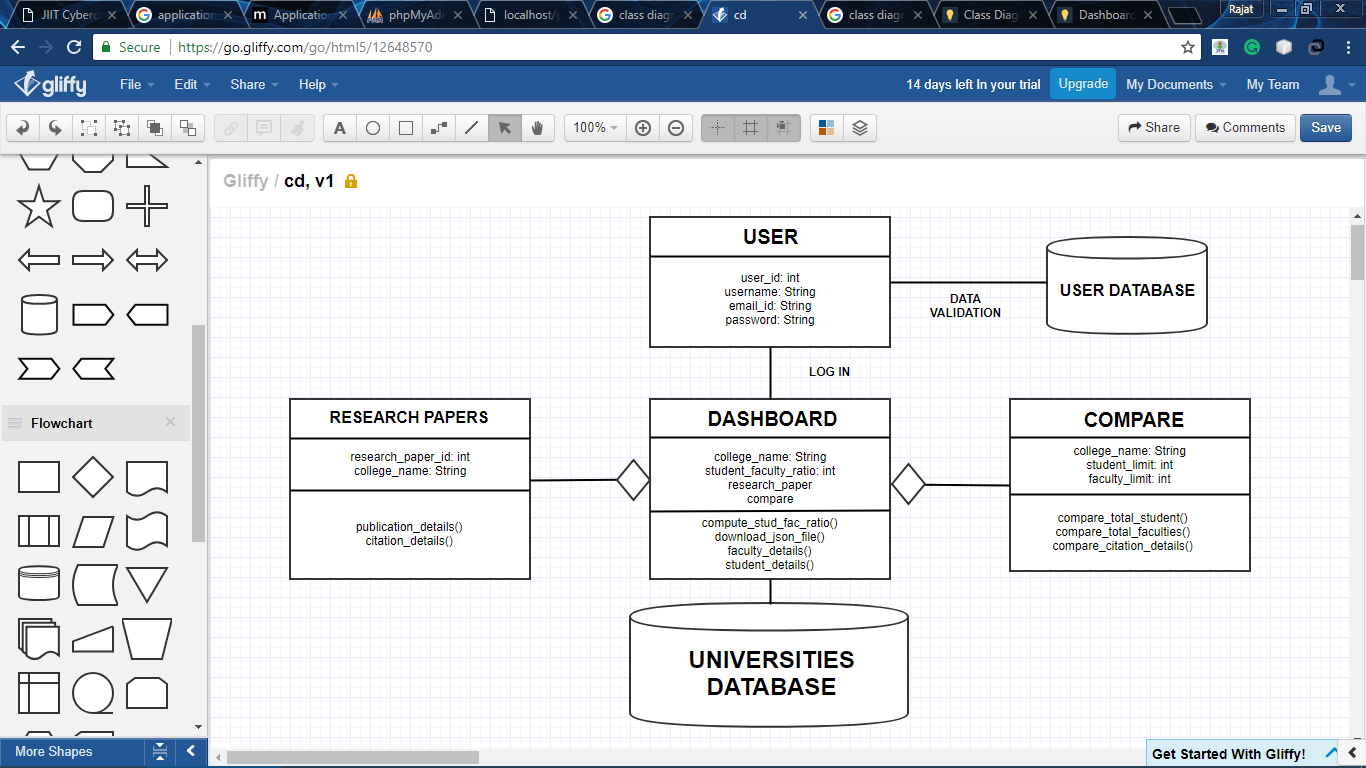 JIIT Cyberc
application
Application
phpMyAdm
localhost/p
class diagr
cd
class diagr
Class Diag
Dashboard
Rajat
Secure
https://go.gliffy.com/go/html5/12648570
gliffy
File
Edit
Share
Help
14 days left In your trial
Upgrade
My Documents
My Team
A
100%
Share
Comments
Save
Gliffy / cd, v1
Flowchart
More Shapes
USER
user_id: int
username: String
email_id: String
password: String
DATA
VALIDATION
USER DATABASE
LOG IN
RESEARCH PAPERS
research_paper_id: int
college_name: String
publication_details()
citation_details()
DASHBOARD
college_name: String
student_faculty_ratio: int
research_paper
compare
compute_stud_fac_ratio()
download_json_file()
faculty_details()
student_details()
COMPARE
college_name: String
student_limit: int
faculty_limit: int
compare_total_student()
compare_total_faculties()
compare_citation_details()
UNIVERSITIES
DATABASE
Get Started With Gliffy!